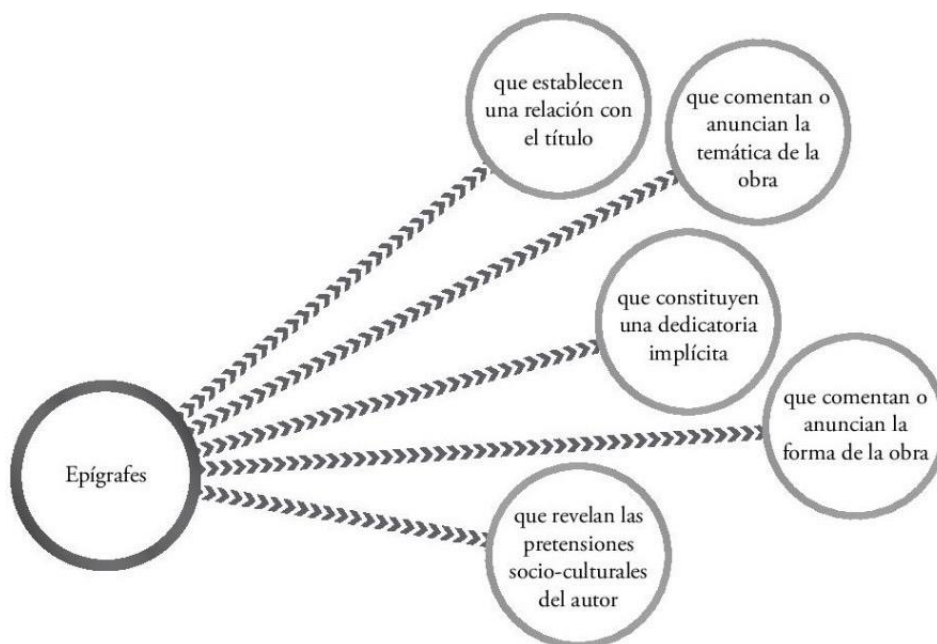 que establecen
una relación con
el título
que comentan o
anuncian la
temática de la
obra
que constituyen
una dedicatoria
implícita
que comentan o
anuncian la
forma de la obra
Epígrafes
que revelan las
pretensiones
socio-culturales
del autor